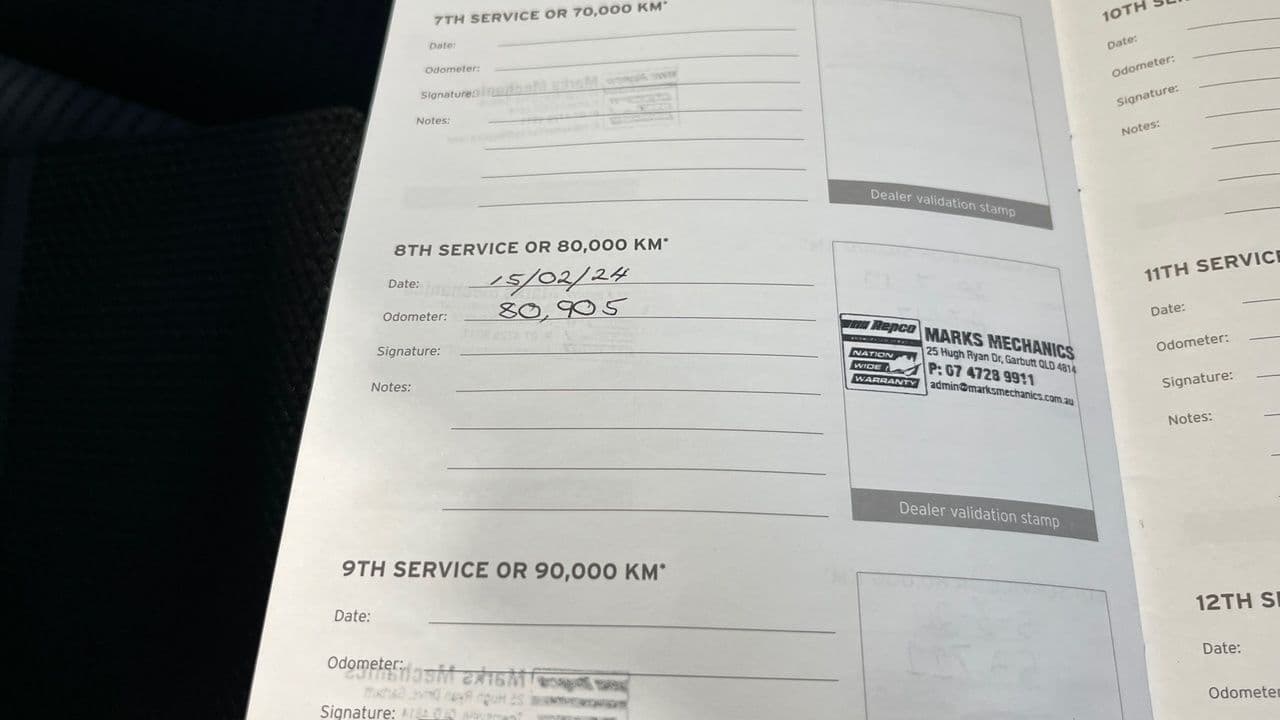 7TH SERVICE OR 70,000 KM*
Date:
Odometer:
Signature:
Notes:
Dealer validation stamp
8TH SERVICE OR 80,000 KM*
Date: 15/02/24
Odometer: 80,905
Signature:
Notes:
Repco
NATION
WIDE
WARRANTY
MARKS MECHANICS
25 Hugh Ryan Dr, Garbutt QLD 4814
P: 07 4728 9911
admin@marksmechanics.com.au
Dealer validation stamp
9TH SERVICE OR 90,000 KM*
Date:
Odometer:
Signature:
10TH
Date:
Odometer:
Signature:
Notes:
11TH SERVICE
Date:
Odometer:
Signature:
Notes:
12TH
Date:
Odometer